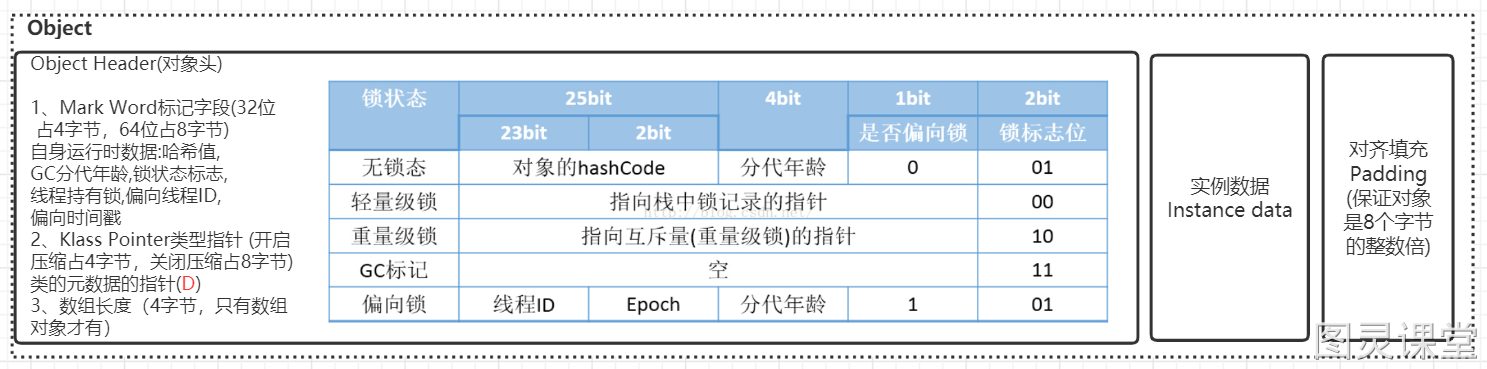 Object
Object Header(对象头)
1、Mark Word标记字段(32位
占4字节，64位占8字节)
自身运行时数据:哈希值,
GC分代年龄,锁状态标志,
线程持有锁,偏向线程ID,
偏向时间戳
2、Klass Pointer类型指针 (开启
压缩占4字节，关闭压缩占8字节)
类的元数据的指针(D)
3、数组长度（4字节，只有数组
对象才有）
锁状态 25bit 4bit 1bit 2bit
23bit 2bit 是否偏向锁 锁标志位
无锁态 对象的hashCode 分代年龄 0 01
轻量级锁 指向栈中锁记录的指针 00
http://blog.csdn.net/
重量级锁 指向互斥量(重量级锁)的指针 10
GC标记 空 11
偏向锁 线程ID Epoch 分代年龄 1 01
实例数据
Instance data
对齐填充
Padding
(保证对象
是8个字节
的整数倍)
图灵课堂